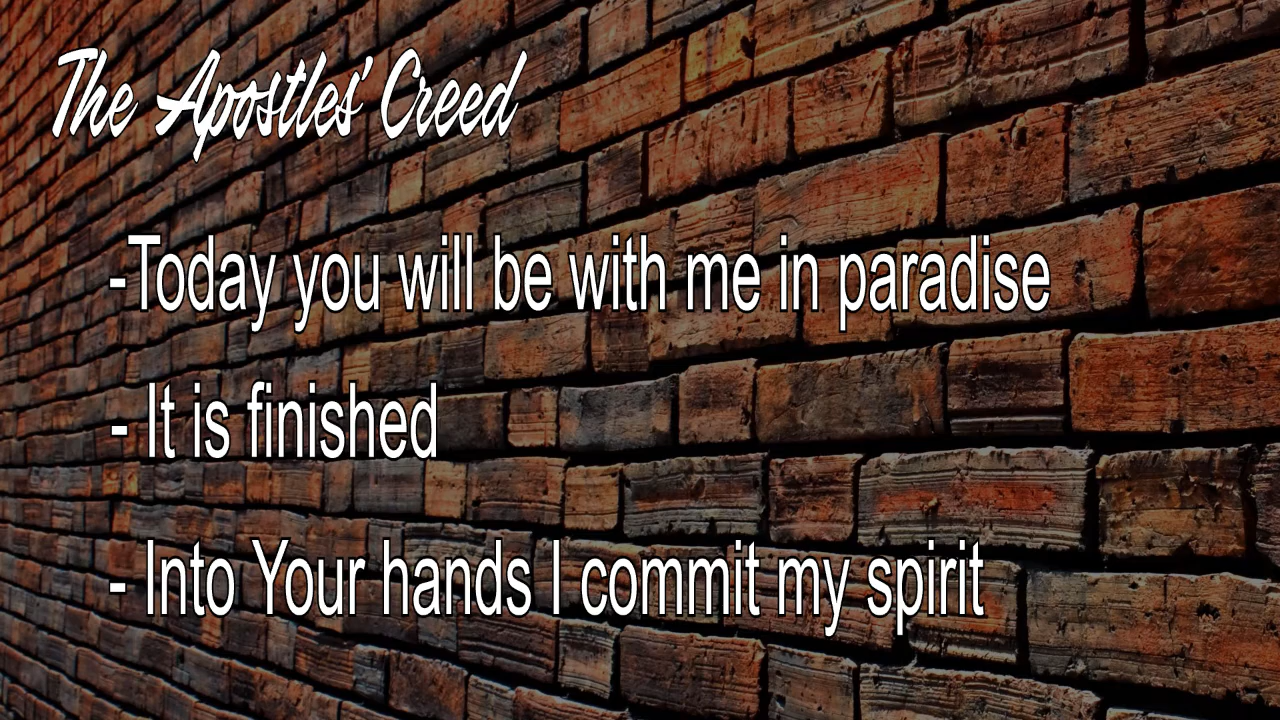 The Apostles' Creed
-Today you will be with me in paradise
- It is finished
- Into Your hands I commit my spirit